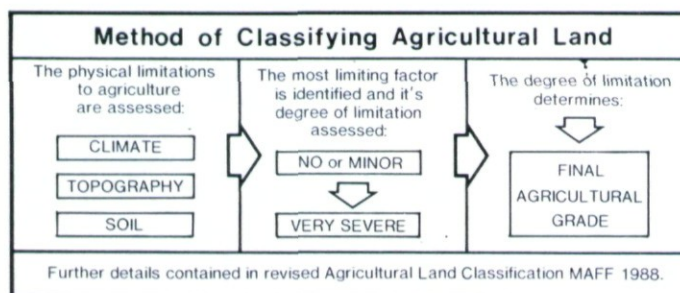 Method of Classifying Agricultural Land
The physical limitations
to agriculture
are assessed:
CLIMATE
TOPOGRAPHY
SOIL
The most limiting factor
is identified and it's
degree of limitation
assessed:
NO or MINOR
VERY SEVERE
The degree of limitation
determines:
FINAL
AGRICULTURAL
GRADE
Further details contained in revised Agricultural Land Classification MAFF 1988.